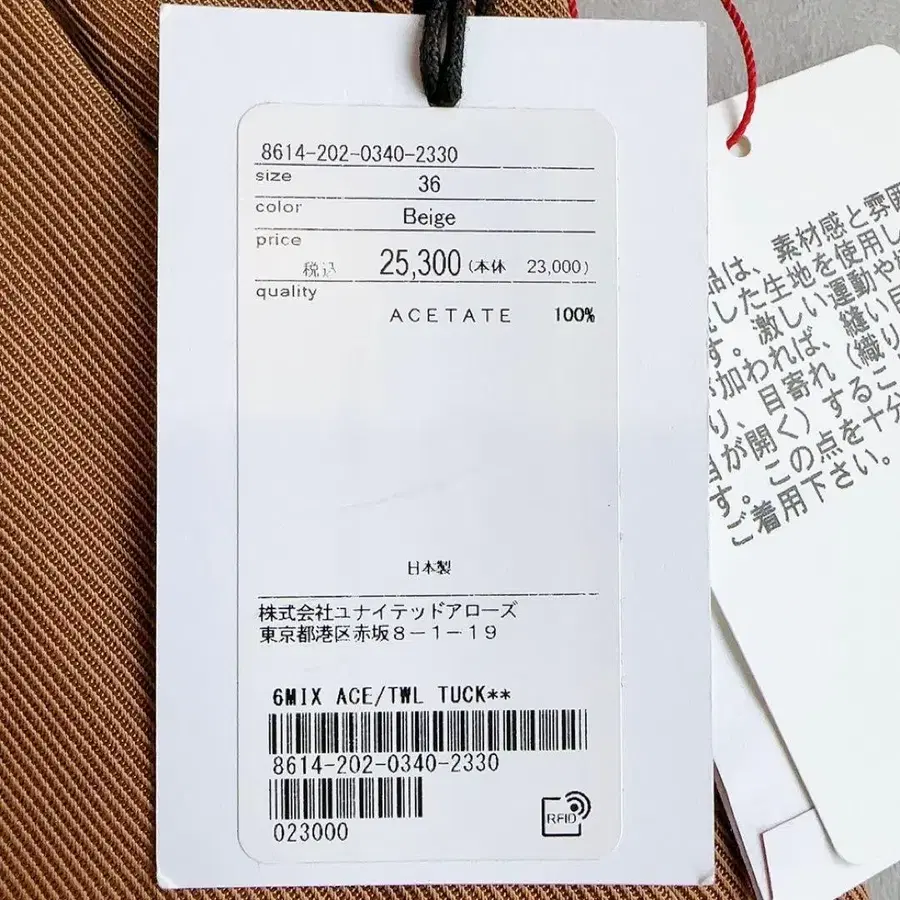 8614-202-0340-2330
size 36
color Beige
price
税込 25,300 (本体 23,000)
quality
ACETATE 100%
日本製
株式会社ユナイテッドアローズ
東京都港区赤坂8-1-19
6MIX ACE/TWL TUCK**
8614-202-0340-2330
023000
RFID
品は、素材感と雰囲
した生地を使用し
す。激しい運動や
が加われば、縫い目
り、目寄れ(織り
目が開く)するこ
す。この点を十分
ご着用下さい。